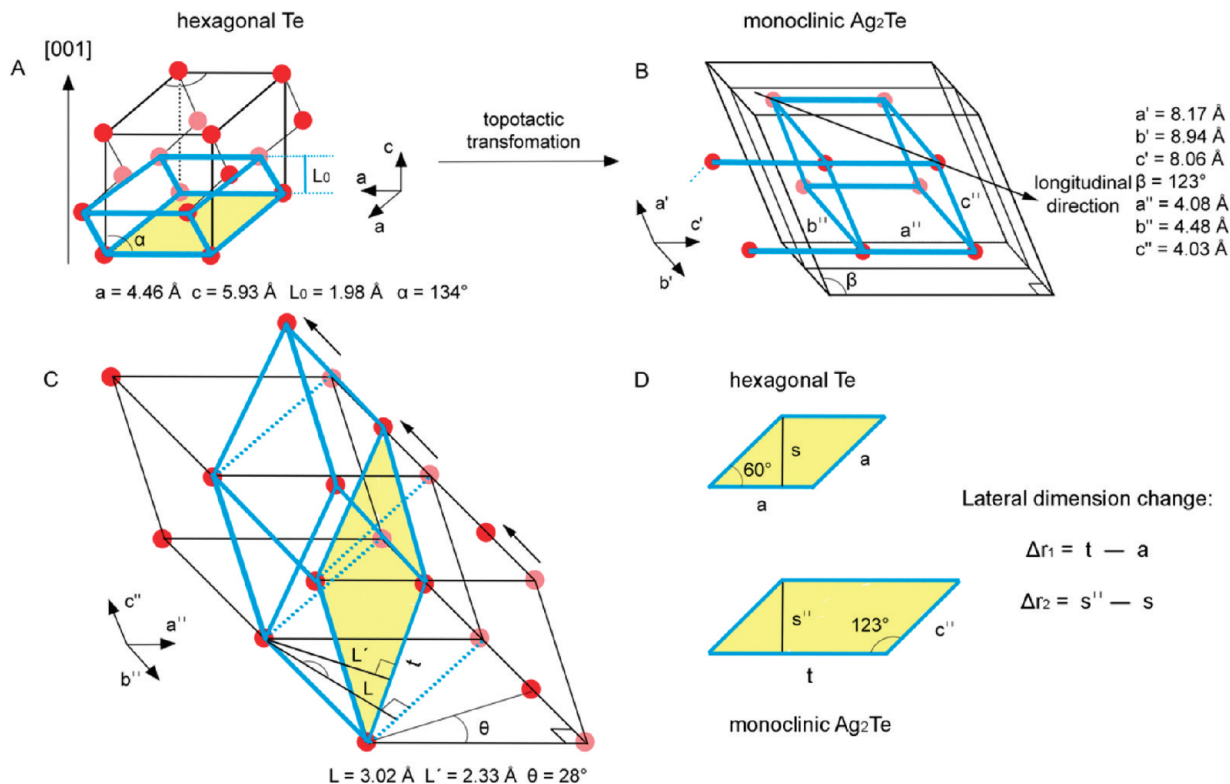 hexagonal Te
monoclinic Ag₂Te
A
[001]
L₀
α
c
a
a
a = 4.46 Å c = 5.93 Å L₀ = 1.98 Å α = 134°
topotactic
transfomation
B
a'
c'
b'
b''
a''
c''
β
longitudinal
direction
a' = 8.17 Å
b' = 8.94 Å
c' = 8.06 Å
β = 123°
a'' = 4.08 Å
b'' = 4.48 Å
c'' = 4.03 Å
C
c''
a''
b''
L´
L
t
θ
L = 3.02 Å L´ = 2.33 Å θ = 28°
D
hexagonal Te
60°
s
a
a
Lateral dimension change:
Δr₁ = t — a
Δr₂ = s'' — s
s''
123°
c''
t
monoclinic Ag₂Te